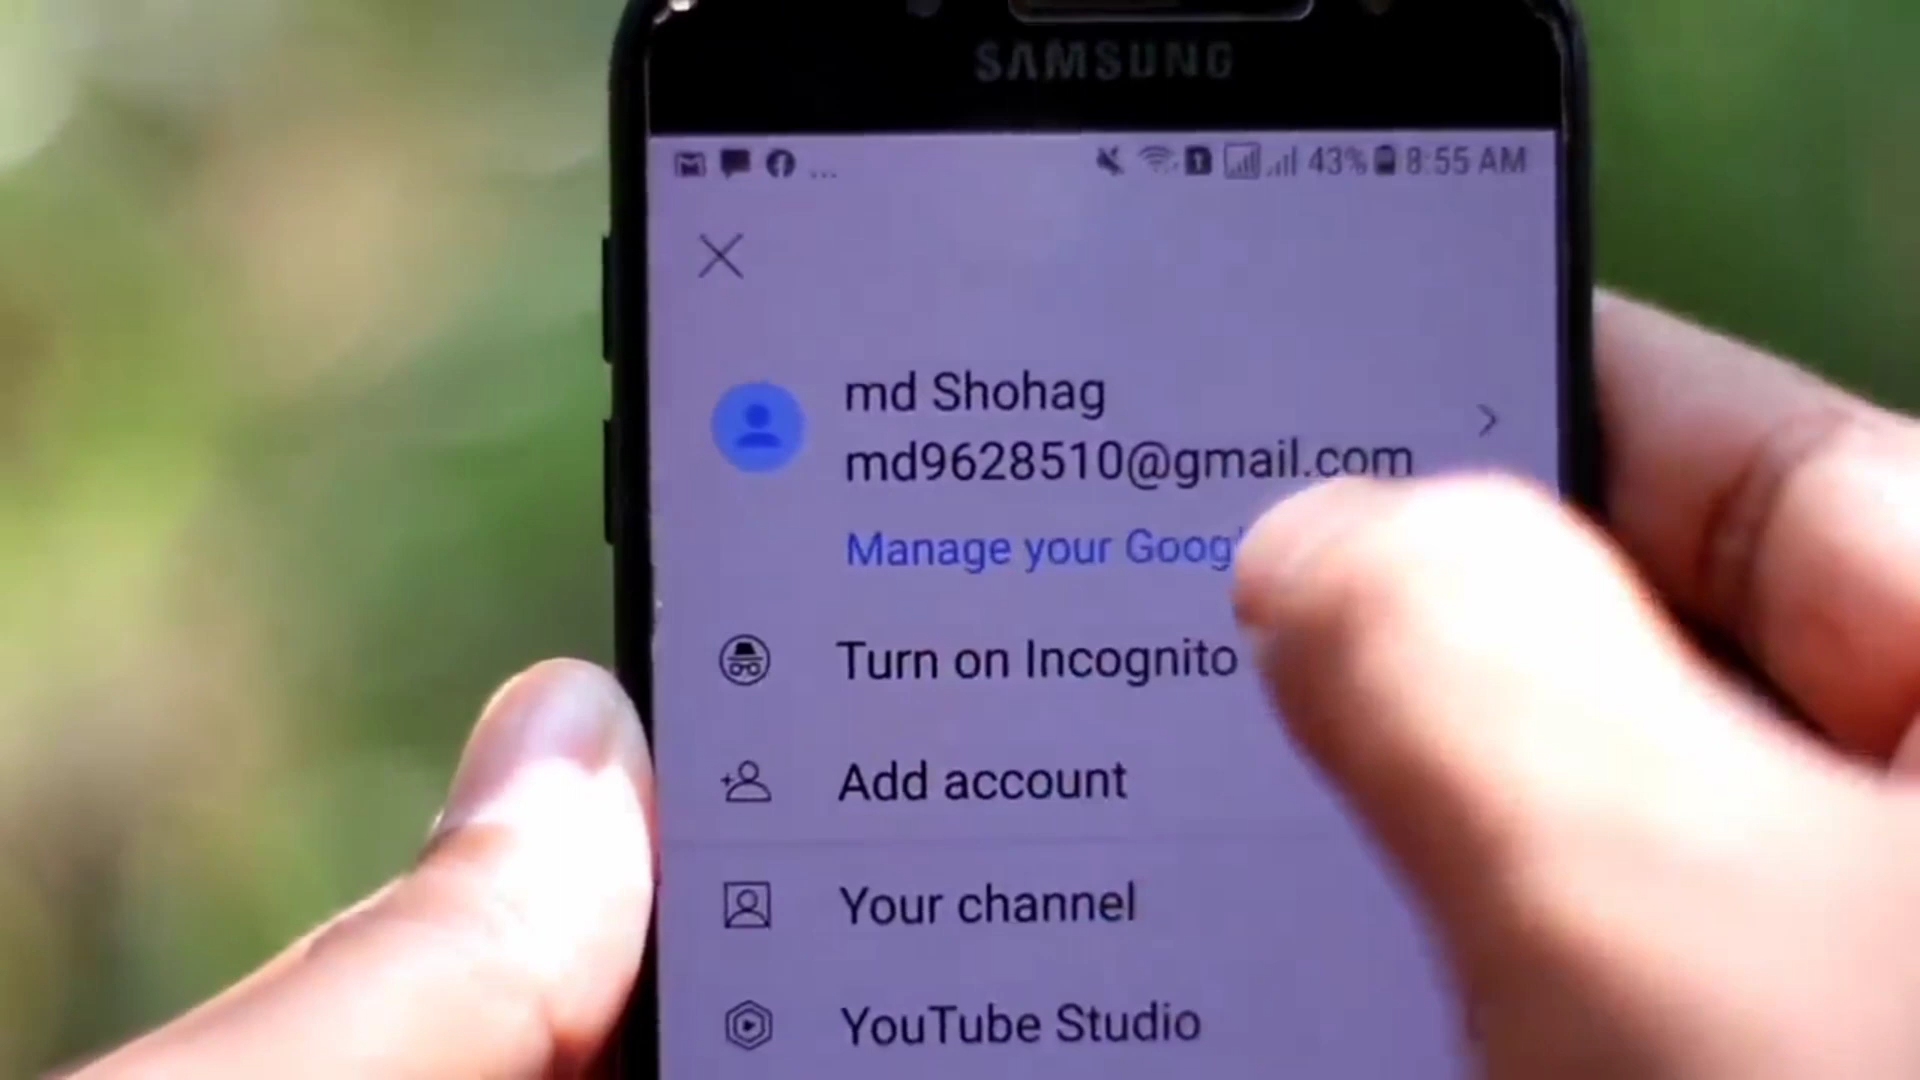 SAMSUNG
... 43% 8:55 AM
md Shohag
md9628510@gmail.com
Manage your Goog
Turn on Incognito
Add account
Your channel
YouTube Studio